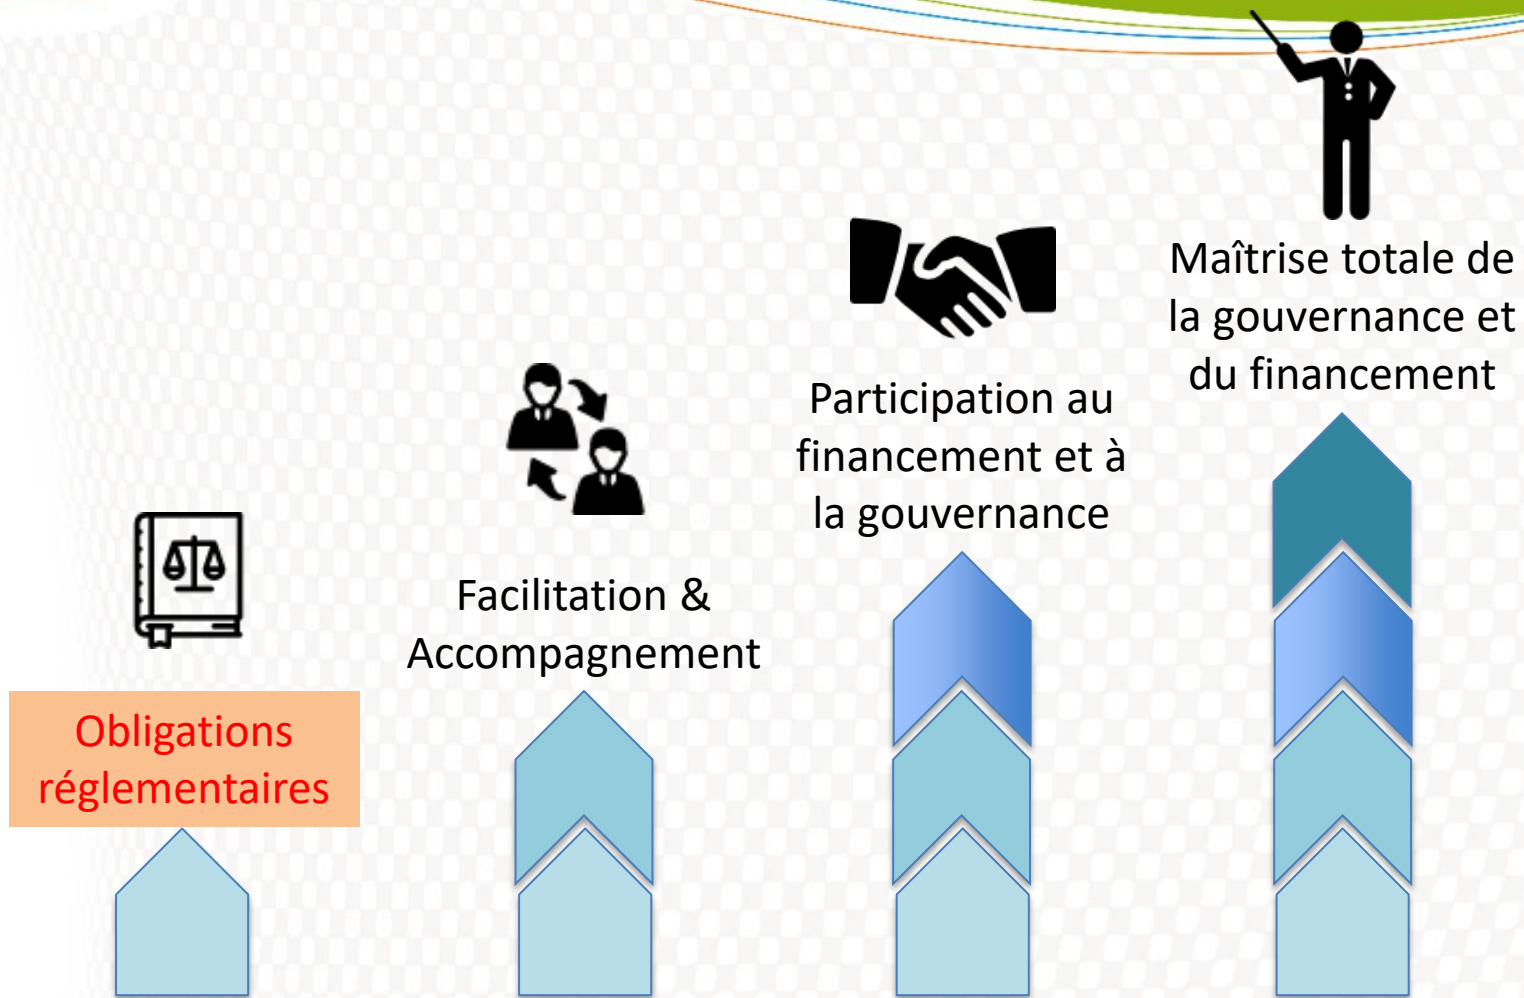 Obligations
réglementaires
Facilitation &
Accompagnement
Participation au
financement et à
la gouvernance
Maîtrise totale de
la gouvernance et
du financement